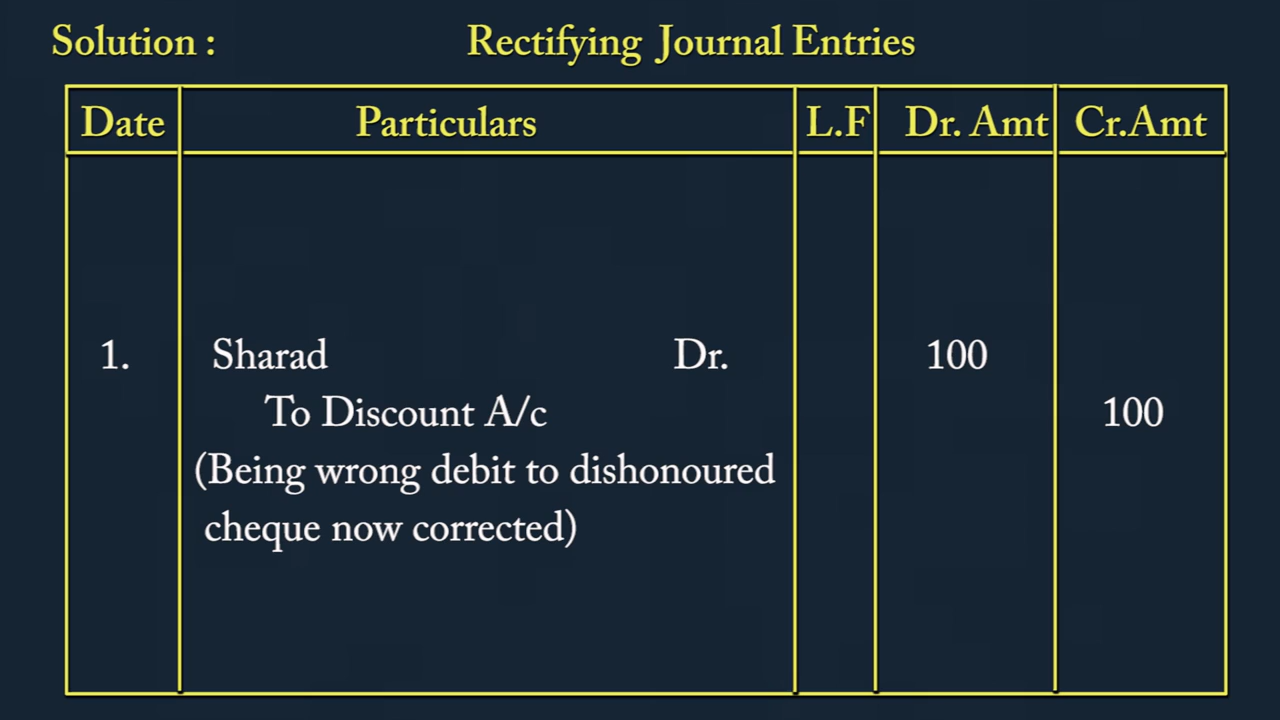 Solution : Rectifying Journal Entries
Date Particulars L.F Dr. Amt Cr.Amt
1. Sharad Dr. 100
To Discount A/c 100
(Being wrong debit to dishonoured
cheque now corrected)